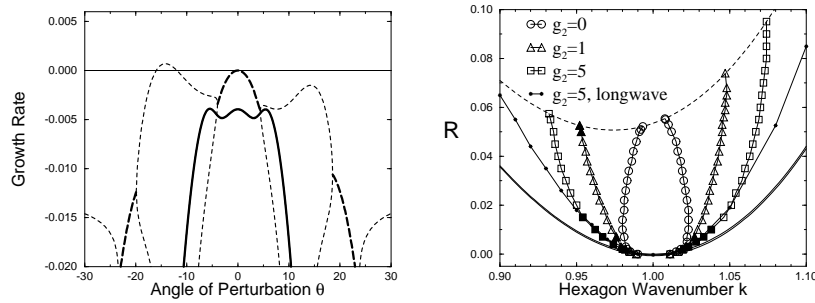 0.005
0.000
-0.005
-0.010
-0.015
-0.020
Growth Rate
-30 -20 -10 0 10 20 30
Angle of Perturbation θ
0.10
0.08
0.06
0.04
0.02
0.00
R
g2=0
g2=1
g2=5
g2=5, longwave
0.90 0.95 1.00 1.05 1.10
Hexagon Wavenumber k